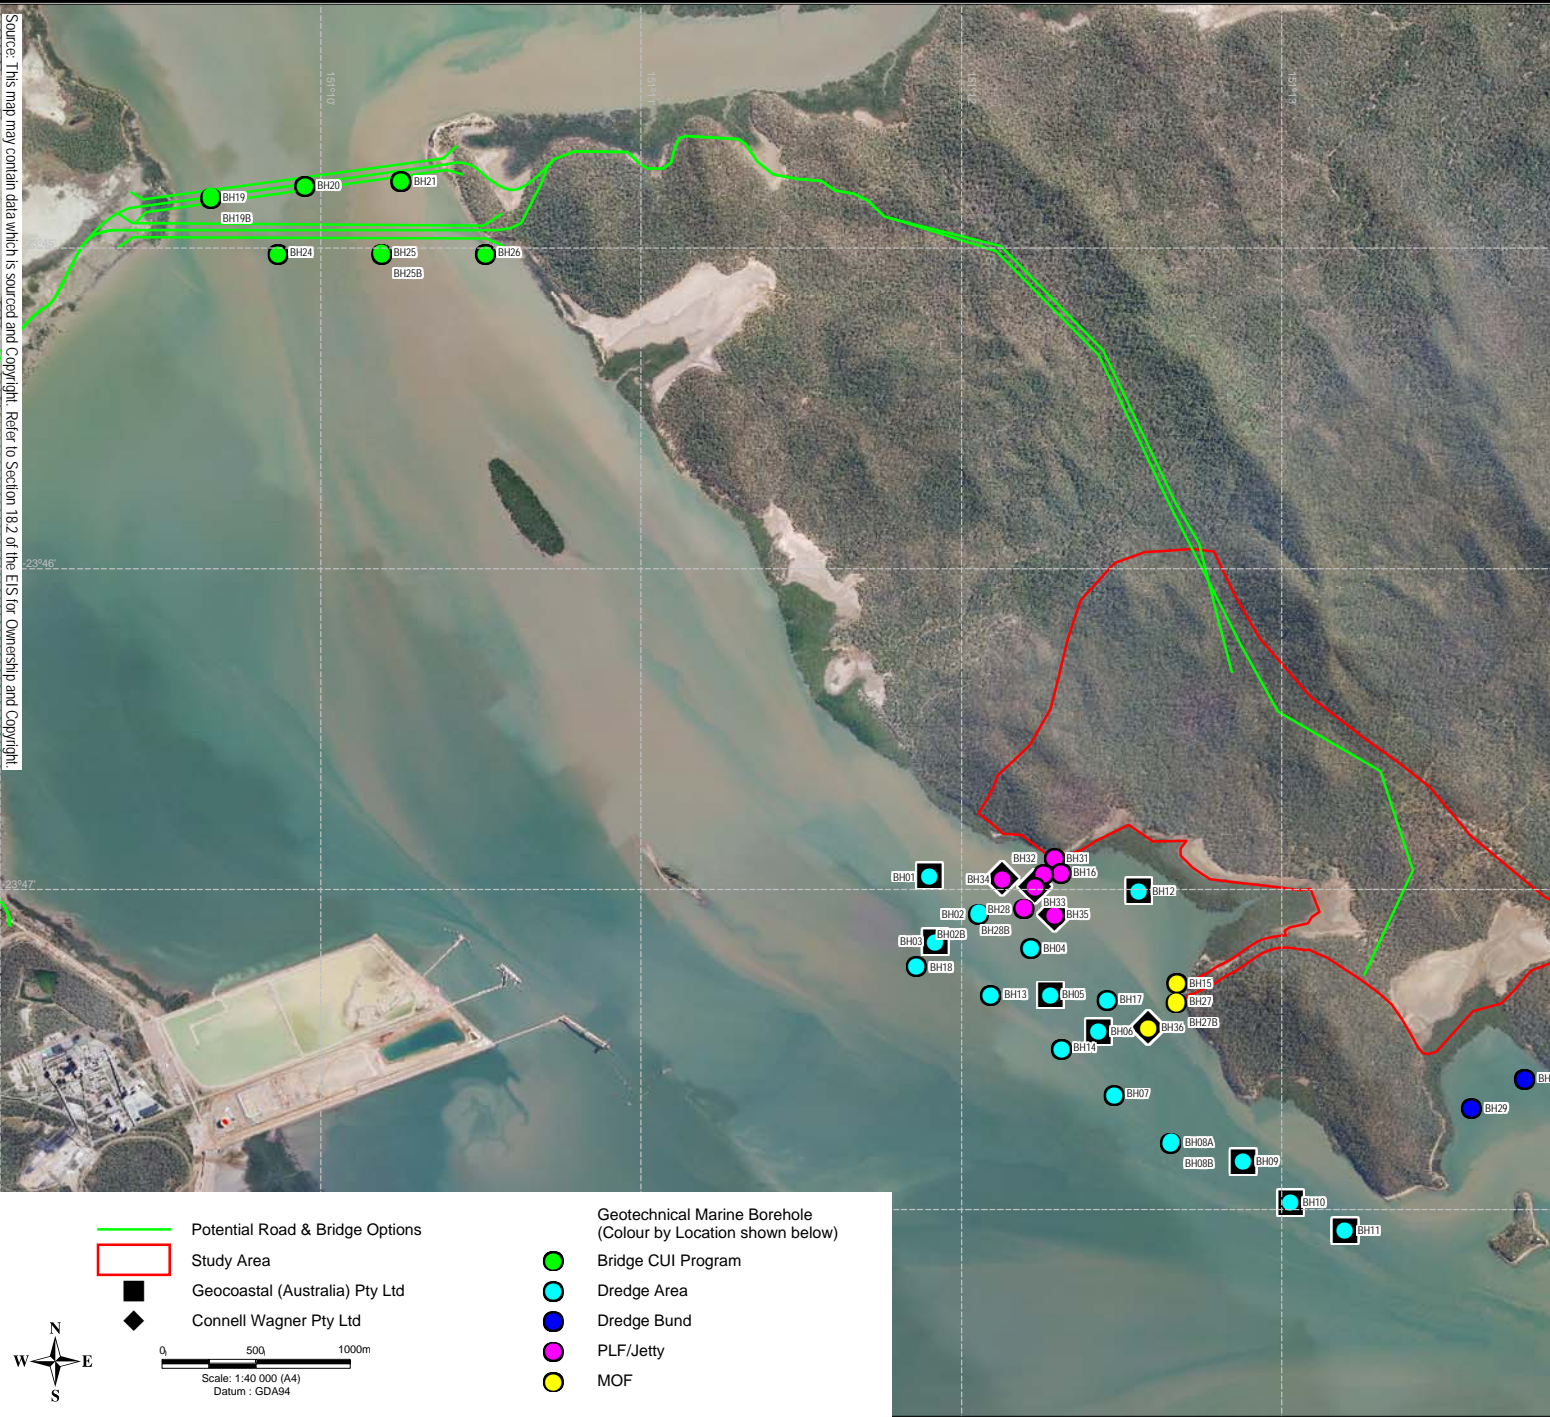 Source: This map may contain data which is sourced and Copyright. Refer to Section 18.2 of the EIS for Ownership and Copyright.
151°10'
151°11'
BH19
BH19B
BH20
BH21
BH24
BH25
BH25B
BH26
-23°46'
-23°47'
BH01
BH34
BH32
BH31
BH16
BH12
BH02
BH28
BH28B
BH33
BH35
BH03
BH02B
BH04
BH18
BH13
BH05
BH17
BH15
BH27
BH27B
BH06
BH36
BH14
BH07
BH08A
BH08B
BH09
BH10
BH11
BH
BH29
Potential Road & Bridge Options
Study Area
Geocoastal (Australia) Pty Ltd
Connell Wagner Pty Ltd
Geotechnical Marine Borehole
(Colour by Location shown below)
Bridge CUI Program
Dredge Area
Dredge Bund
PLF/Jetty
MOF
N
W E
S
0 500 1000m
Scale: 1:40 000 (A4)
Datum : GDA94